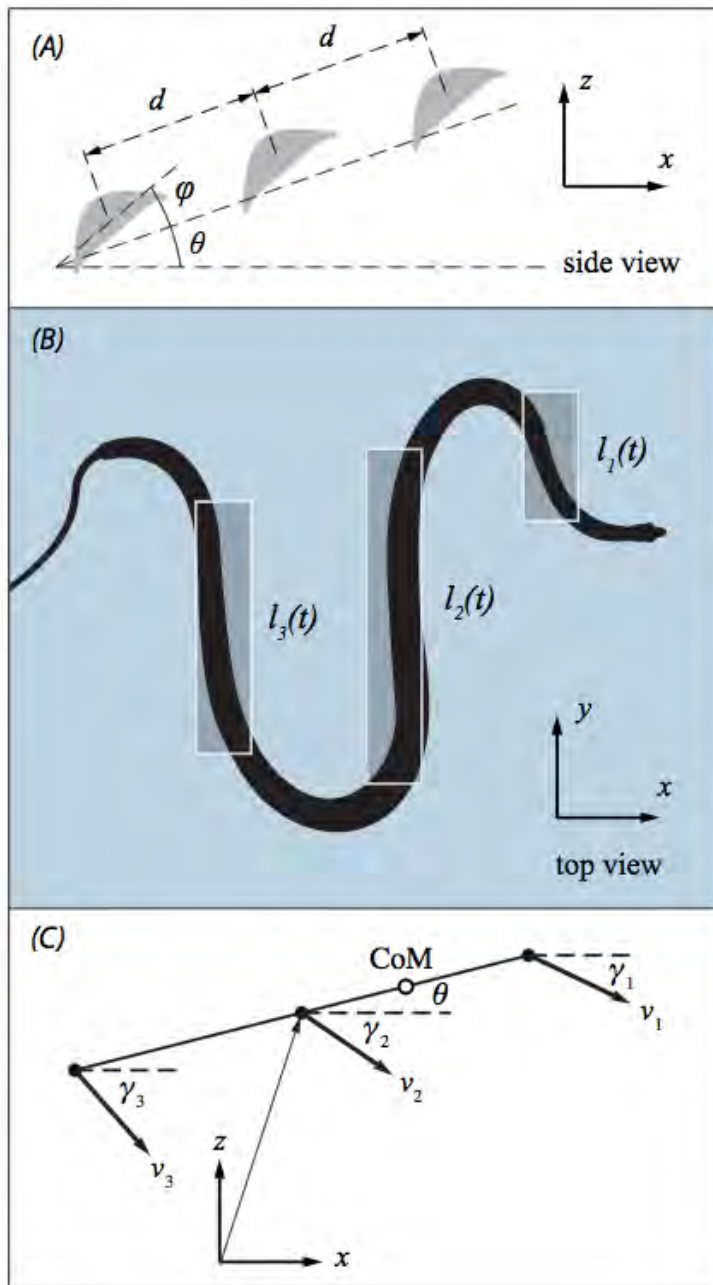 (A)
d
d
z
φ
θ
x
side view
(B)
l₁(t)
l₃(t)
l₂(t)
y
x
top view
(C)
CoM
θ
γ₁
γ₂
v₁
γ₃
v₂
z
v₃
x